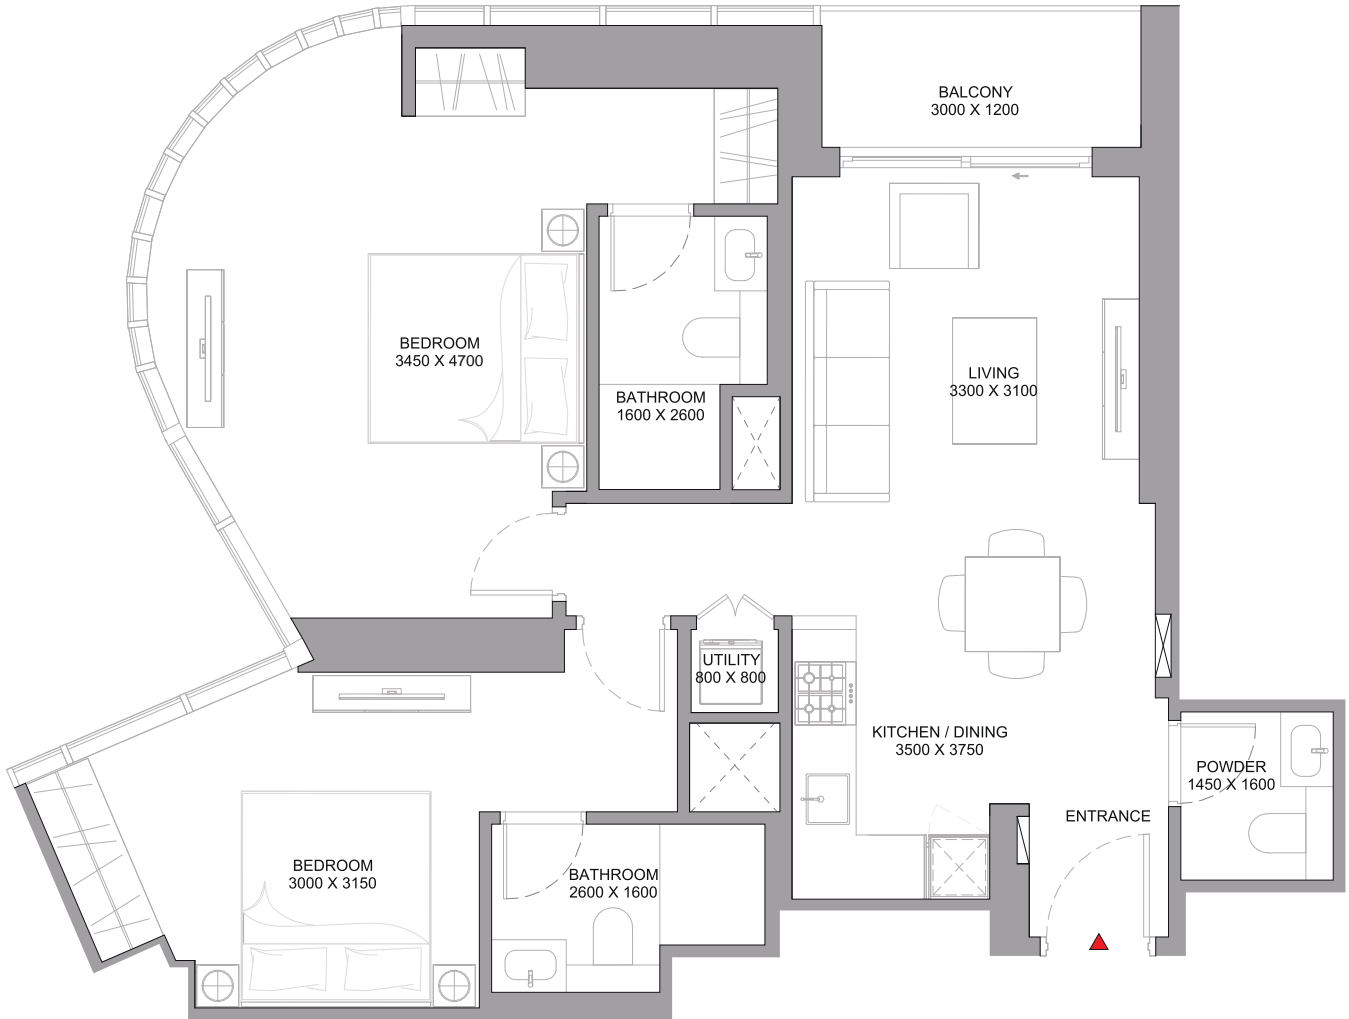 BALCONY
3000 X 1200
BEDROOM
3450 X 4700
BATHROOM
1600 X 2600
LIVING
3300 X 3100
UTILITY
800 X 800
KITCHEN / DINING
3500 X 3750
POWDER
1450 X 1600
ENTRANCE
BEDROOM
3000 X 3150
BATHROOM
2600 X 1600